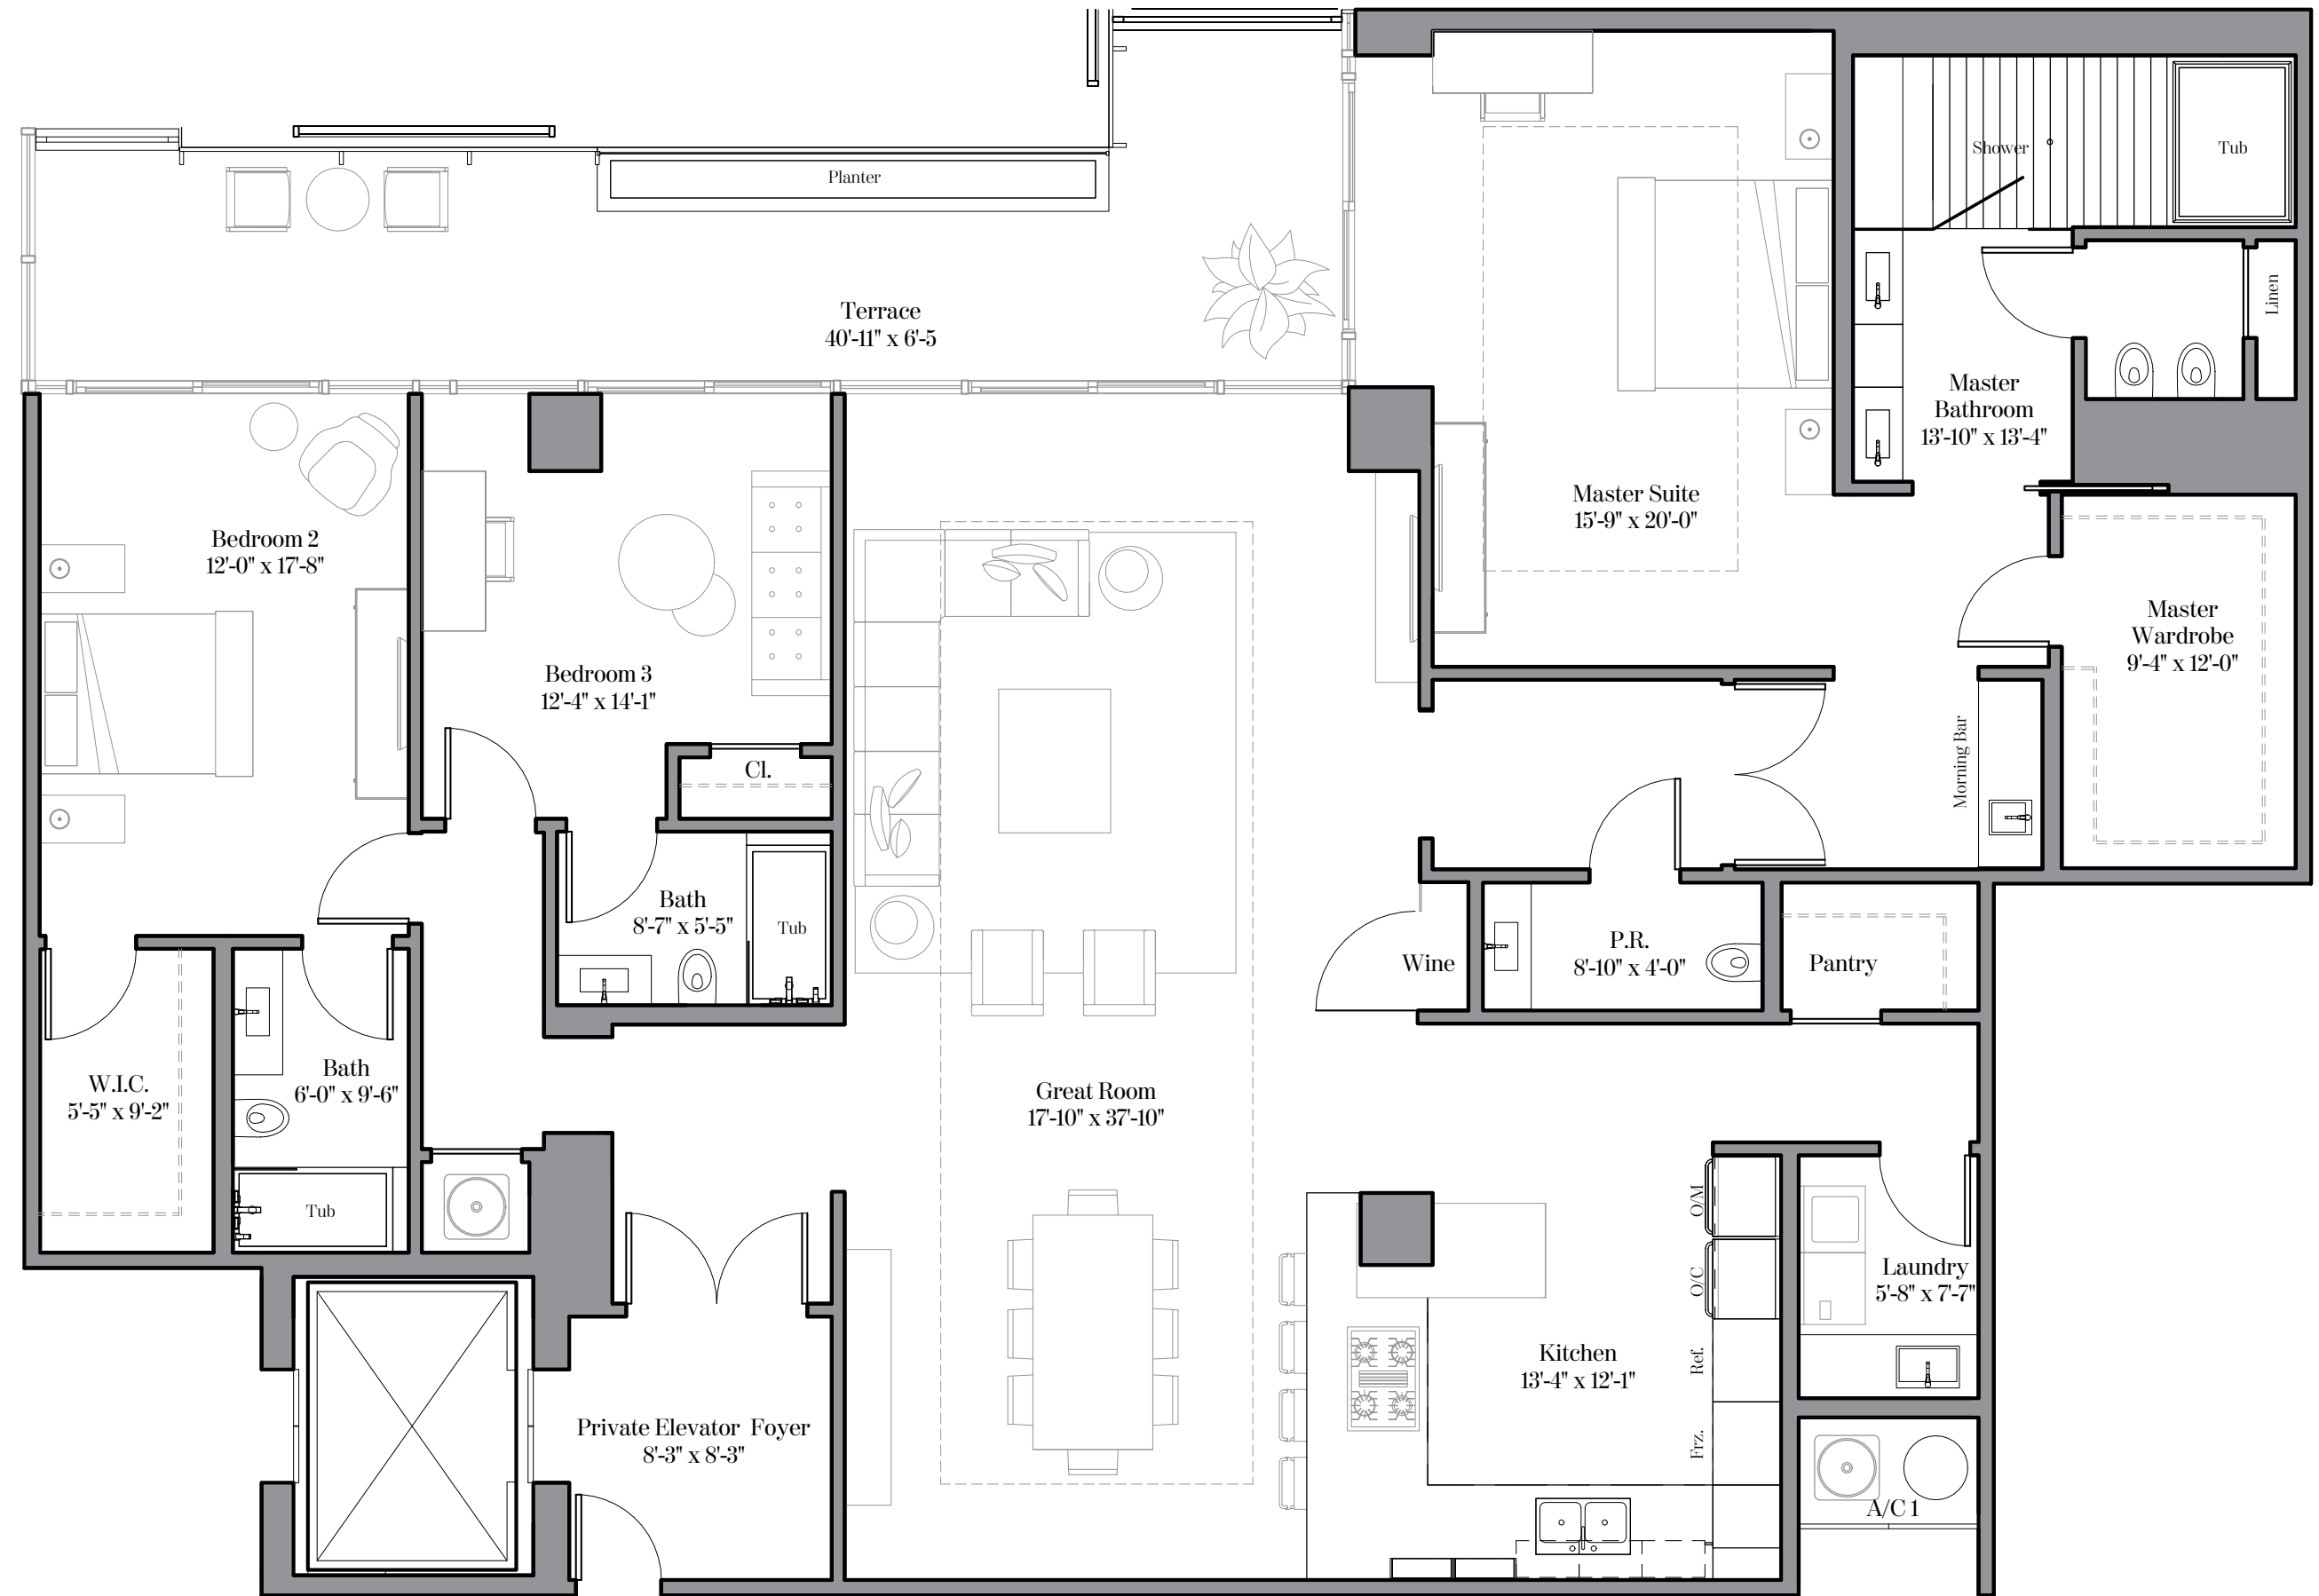 Planter
Shower
Tub
Linen
Terrace
40'-11" x 6'-5
Master
Bathroom
13'-10" x 13'-4"
Master Suite
15'-9" x 20'-0"
Bedroom 2
12'-0" x 17'-8"
Bedroom 3
12'-4" x 14'-1"
Master
Wardrobe
9'-4" x 12'-0"
Morning Bar
Cl.
Bath
8'-7" x 5'-5"
Tub
Wine
P.R.
8'-10" x 4'-0"
Pantry
W.I.C.
5'-5" x 9'-2"
Bath
6'-0" x 9'-6"
Tub
Great Room
17'-10" x 37'-10"
O/M
O/C
Ref.
Frz.
Laundry
5'-8" x 7'-7"
Kitchen
13'-4" x 12'-1"
Private Elevator Foyer
8'-3" x 8'-3"
A/C 1